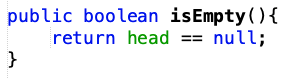 public boolean isEmpty(){
    return head == null;
}